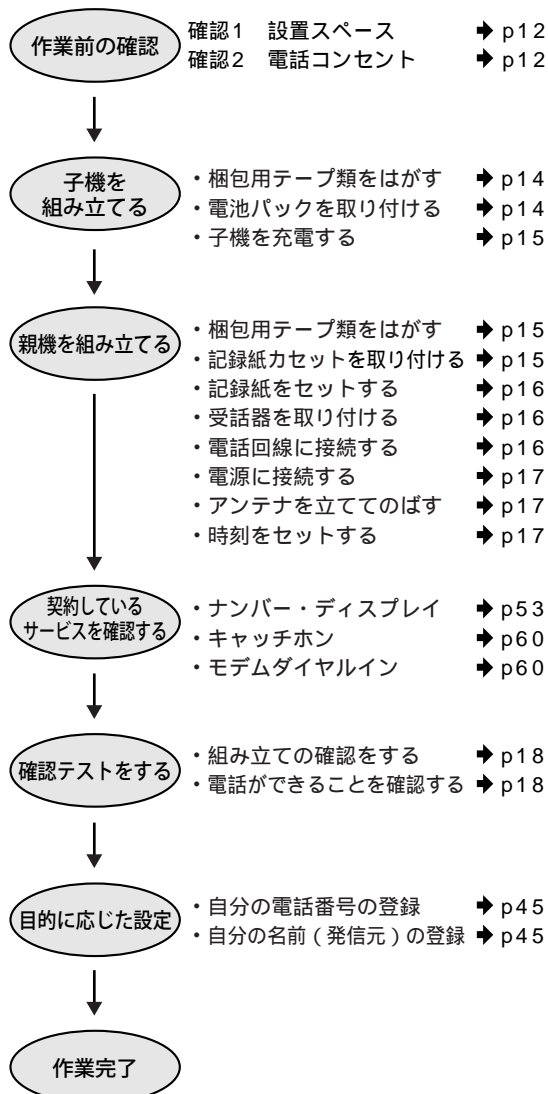 作業前の確認
確認1 設置スペース ➔ p12
確認2 電話コンセント ➔ p12
子機を
組み立てる
・梱包用テープ類をはがす ➔ p14
・電池パックを取り付ける ➔ p14
・子機を充電する ➔ p15
親機を組み立てる
・梱包用テープ類をはがす ➔ p15
・記録紙カセットを取り付ける ➔ p15
・記録紙をセットする ➔ p16
・受話器を取り付ける ➔ p16
・電話回線に接続する ➔ p16
・電源に接続する ➔ p17
・アンテナを立ててのばす ➔ p17
・時刻をセットする ➔ p17
契約している
サービスを確認する
・ナンバー・ディスプレイ ➔ p53
・キャッチホン ➔ p60
・モデムダイヤルイン ➔ p60
確認テストをする
・組み立ての確認をする ➔ p18
・電話ができることを確認する ➔ p18
目的に応じた設定
・自分の電話番号の登録 ➔ p45
・自分の名前(発信元)の登録 ➔ p45
作業完了